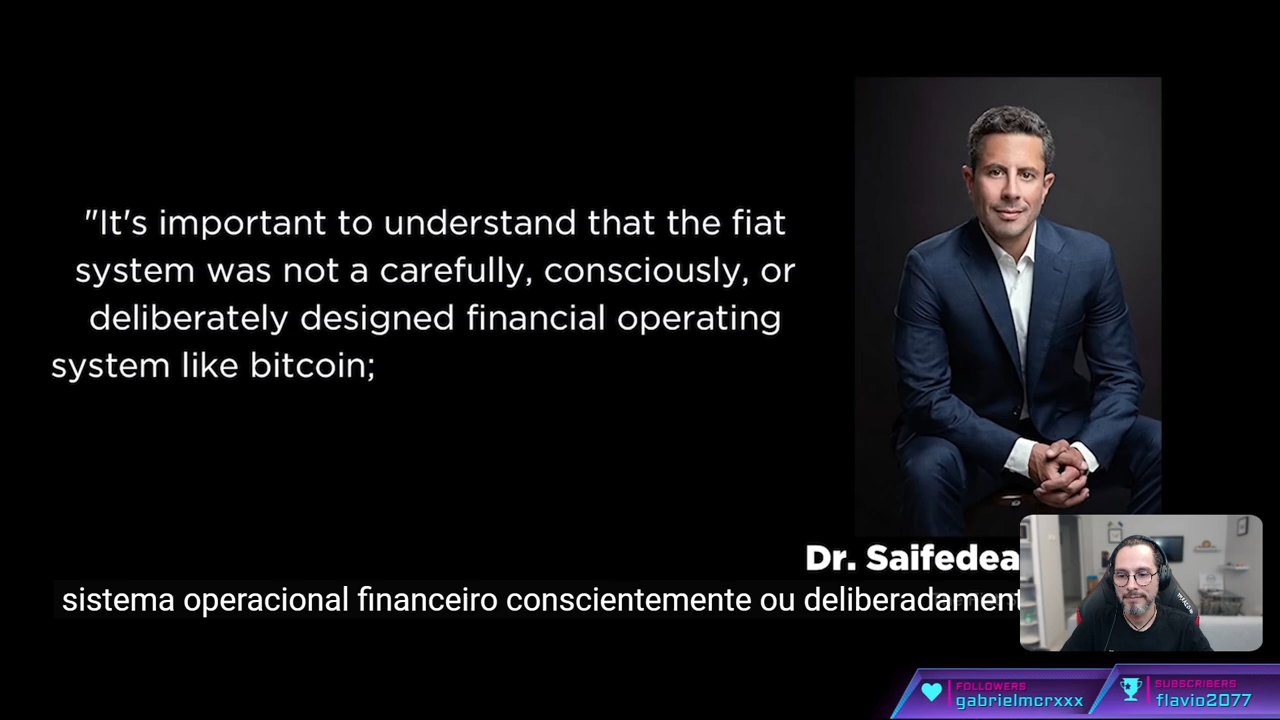 "It's important to understand that the fiat
system was not a carefully, consciously, or
deliberately designed financial operating
system like bitcoin;
Dr. Saifedea
sistema operacional financeiro conscientemente ou deliberadament
FOLLOWERS
gabrielmcrxxx
SUBSCRIBERS
flavio2077